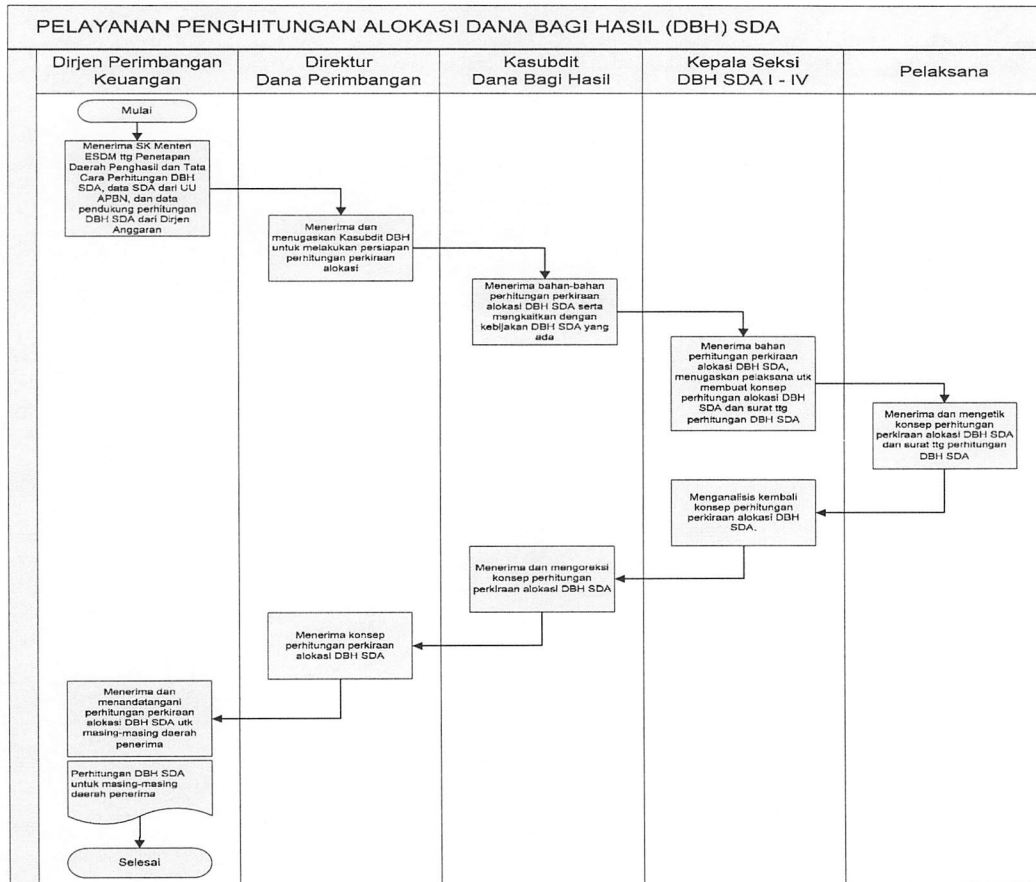 PELAYANAN PENGHITUNGAN ALOKASI DANA BAGI HASIL (DBH) SDA
Dirjen Perimbangan
Keuangan
Direktur
Dana Perimbangan
Kasubdit
Dana Bagi Hasil
Kepala Seksi
DBH SDA I - IV
Pelaksana
Mulai
Menerima SK Menteri
ESDM ttg Penetapan
Daerah Penghasil dan Tata
Cara Perhitungan DBH
SDA, data SDA dari UU
APBN, dan data
pendukung perhitungan
DBH SDA dari Dirjen
Anggaran
Menerima dan
menugaskan Kasubdit DBH
untuk melakukan persiapan
perhitungan perkiraan
alokasi
Menerima bahan-bahan
perhitungan perkiraan
alokasi DBH SDA serta
mengkaitkan dengan
kebijakan DBH SDA yang
ada
Menerima bahan
perhitungan perkiraan
alokasi DBH SDA,
menugaskan pelaksana utk
membuat konsep
perhitungan alokasi DBH
SDA dan surat ttg
perhitungan DBH SDA
Menerima dan mengetik
konsep perhitungan
perkiraan alokasi DBH SDA
dan surat ttg perhitungan
DBH SDA
Menganalisis kembali
konsep perhitungan
perkiraan alokasi DBH
SDA.
Menerima dan mengoreksi
konsep perhitungan
perkiraan alokasi DBH SDA
Menerima konsep
perhitungan perkiraan
alokasi DBH SDA
Menerima dan
menandatangani
perhitungan perkiraan
alokasi DBH SDA utk
masing-masing daerah
penerima
Perhitungan DBH SDA
untuk masing-masing
daerah penerima
Selesai